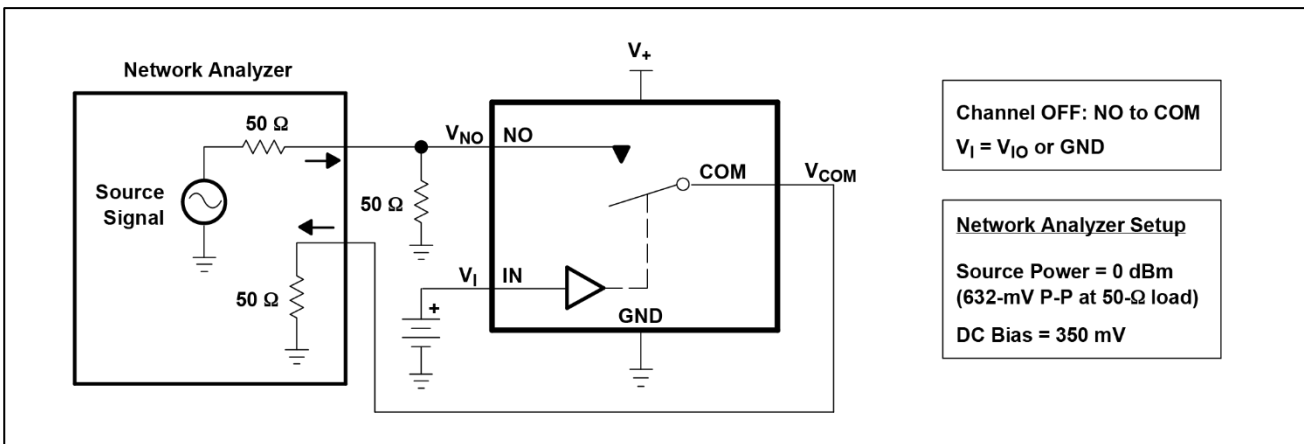 Network Analyzer
50 Ω
Source
Signal
50 Ω
50 Ω
V+
VNO
NO
COM
VCOM
VI
IN
+
GND
Channel OFF: NO to COM
VI = VIO or GND
Network Analyzer Setup
Source Power = 0 dBm
(632-mV P-P at 50-Ω load)
DC Bias = 350 mV